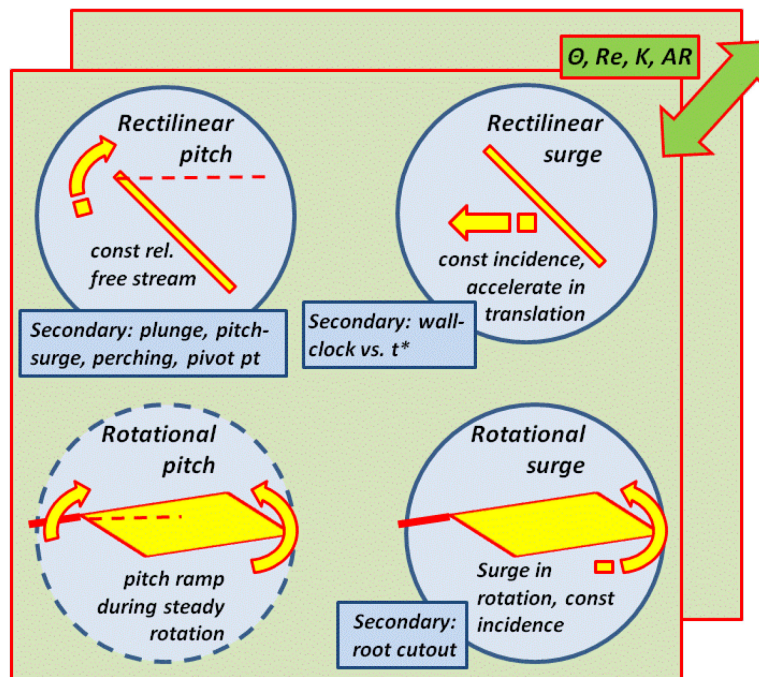 Θ, Re, K, AR
Rectilinear
pitch
const rel.
free stream
Secondary: plunge, pitch-
surge, perching, pivot pt
Rectilinear
surge
const incidence,
accelerate in
translation
Secondary: wall-
clock vs. t*
Rotational
pitch
pitch ramp
during steady
rotation
Rotational
surge
Surge in
rotation, const
incidence
Secondary:
root cutout